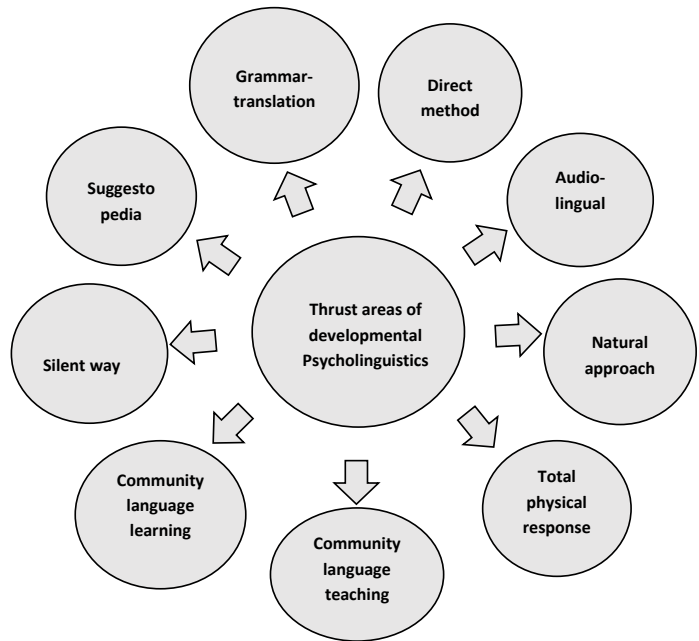 Grammar-
translation
Direct
method
Suggesto
pedia
Audio-
lingual
Thrust areas of
developmental
Psycholinguistics
Silent way
Natural
approach
Community
language
learning
Total
physical
response
Community
language
teaching